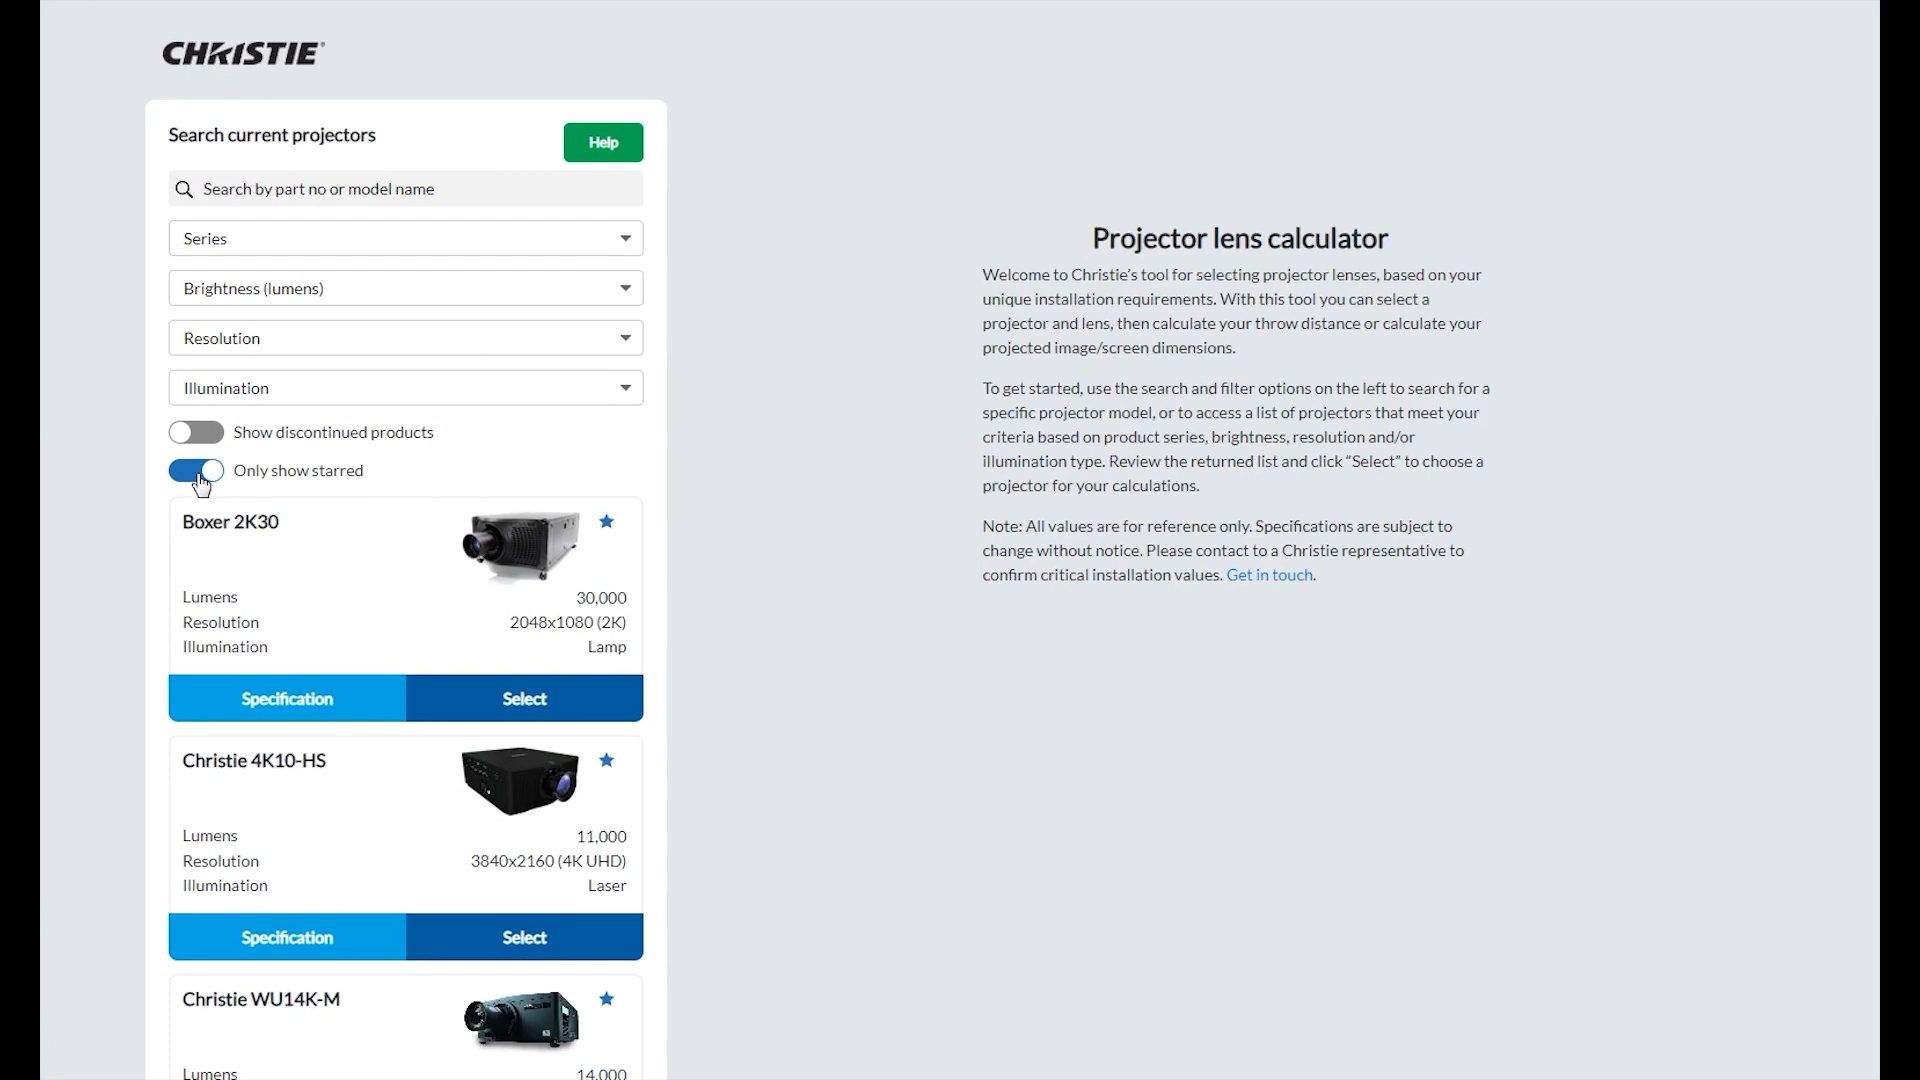 CHRISTIE
Search current projectors
Help
Search by part no or model name
Series
Brightness (lumens)
Resolution
Illumination
Show discontinued products
Only show starred
Boxer 2K30
Lumens 30,000
Resolution 2048x1080 (2K)
Illumination Lamp
Specification Select
Christie 4K10-HS
Lumens 11,000
Resolution 3840x2160 (4K UHD)
Illumination Laser
Specification Select
Christie WU14K-M
Lumens 14,000
Projector lens calculator
Welcome to Christie's tool for selecting projector lenses, based on your
unique installation requirements. With this tool you can select a
projector and lens, then calculate your throw distance or calculate your
projected image/screen dimensions.
To get started, use the search and filter options on the left to search for a
specific projector model, or to access a list of projectors that meet your
criteria based on product series, brightness, resolution and/or
illumination type. Review the returned list and click “Select” to choose a
projector for your calculations.
Note: All values are for reference only. Specifications are subject to
change without notice. Please contact to a Christie representative to
confirm critical installation values. Get in touch.